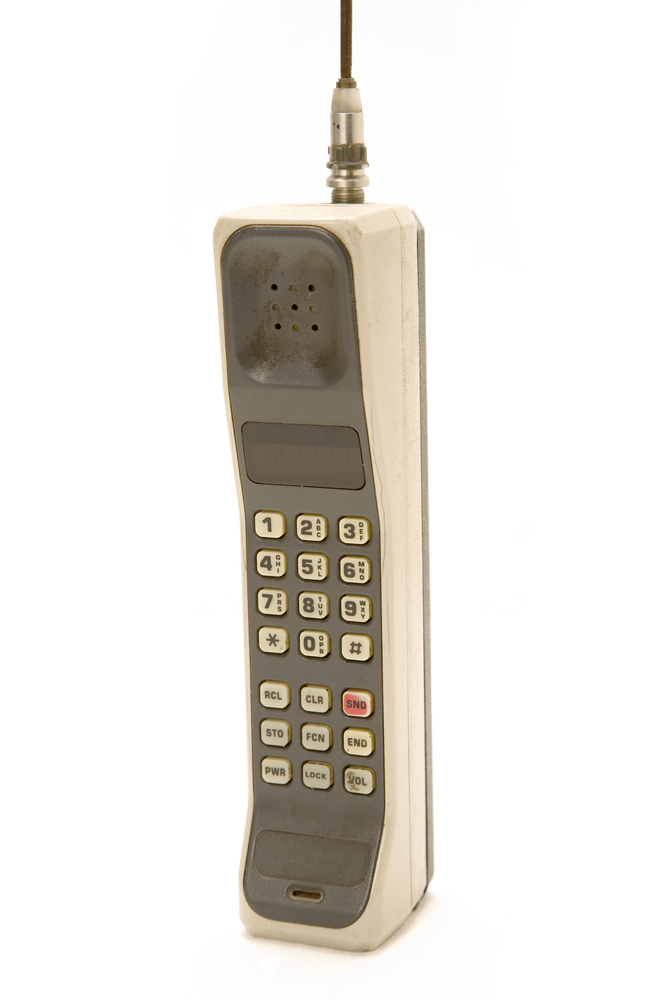 1 2 ABC 3 DEF
4 GHI 5 JKL 6 MNO
7 PRS 8 TUV 9 WXY
* 0 OPR #
RCL CLR SND
STO FCN END
PWR LOCK VOL